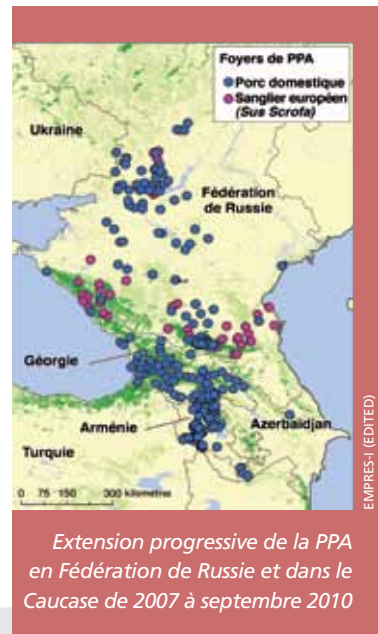 Foyers de PPA
Porc domestique
Sanglier européen
(Sus Scrofa)
Ukraine
Fédération
de Russie
Géorgie
Arménie
Azerbaïdjan
Turquie
0 75 150 300 kilometres
EMPRES-I (EDITED)
Extension progressive de la PPA
en Fédération de Russie et dans le
Caucase de 2007 à septembre 2010